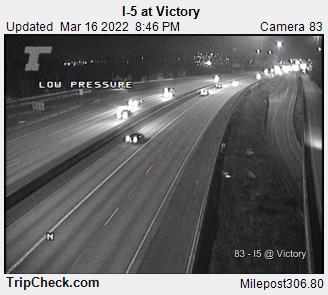 I-5 at Victory
Updated Mar 16 2022 8:46 PM Camera 83
T
LOW PRESSURE
N
83 - I5 @ Victory
TripCheck.com Milepost306.80